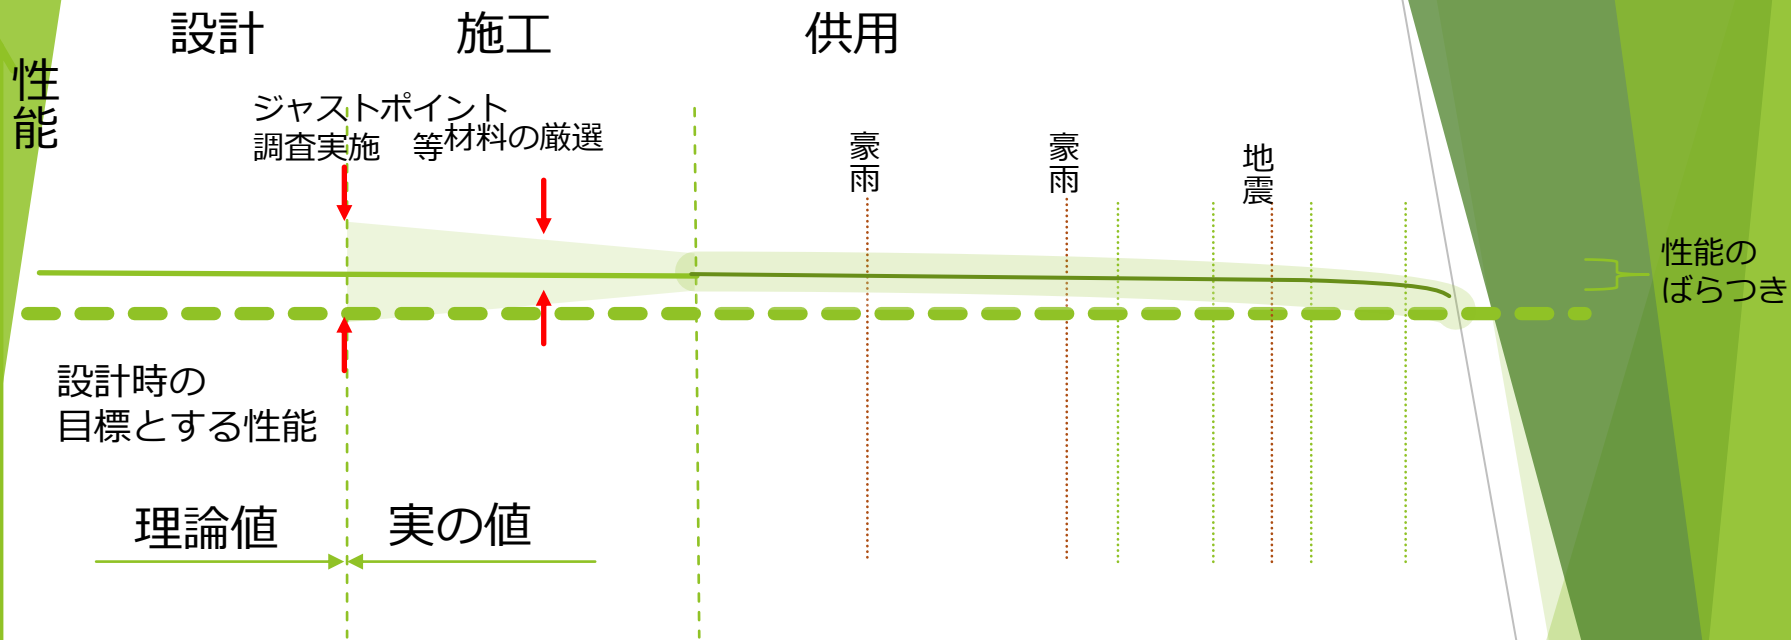 設計
施工
供用
性能
ジャストポイント
調査実施　等
材料の厳選
豪雨
豪雨
地震
性能の
ばらつき
設計時の
目標とする性能
理論値
実の値